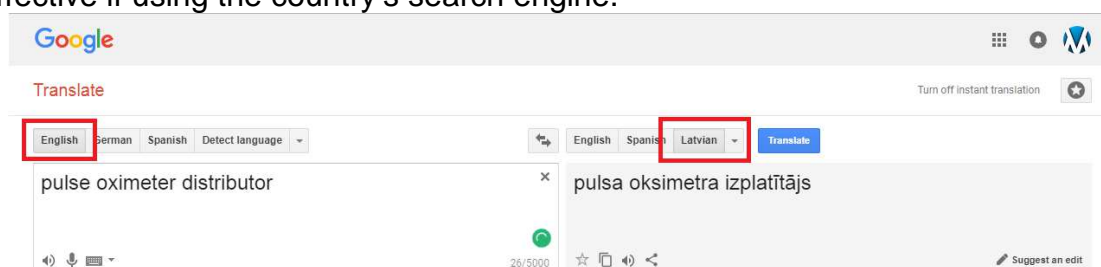 effective if using the country's search engine.
Google
Translate
Turn off instant translation
English German Spanish Detect language
English Spanish Latvian Translate
pulse oximeter distributor
pulsa oksimetra izplatītājs
26/5000
Suggest an edit